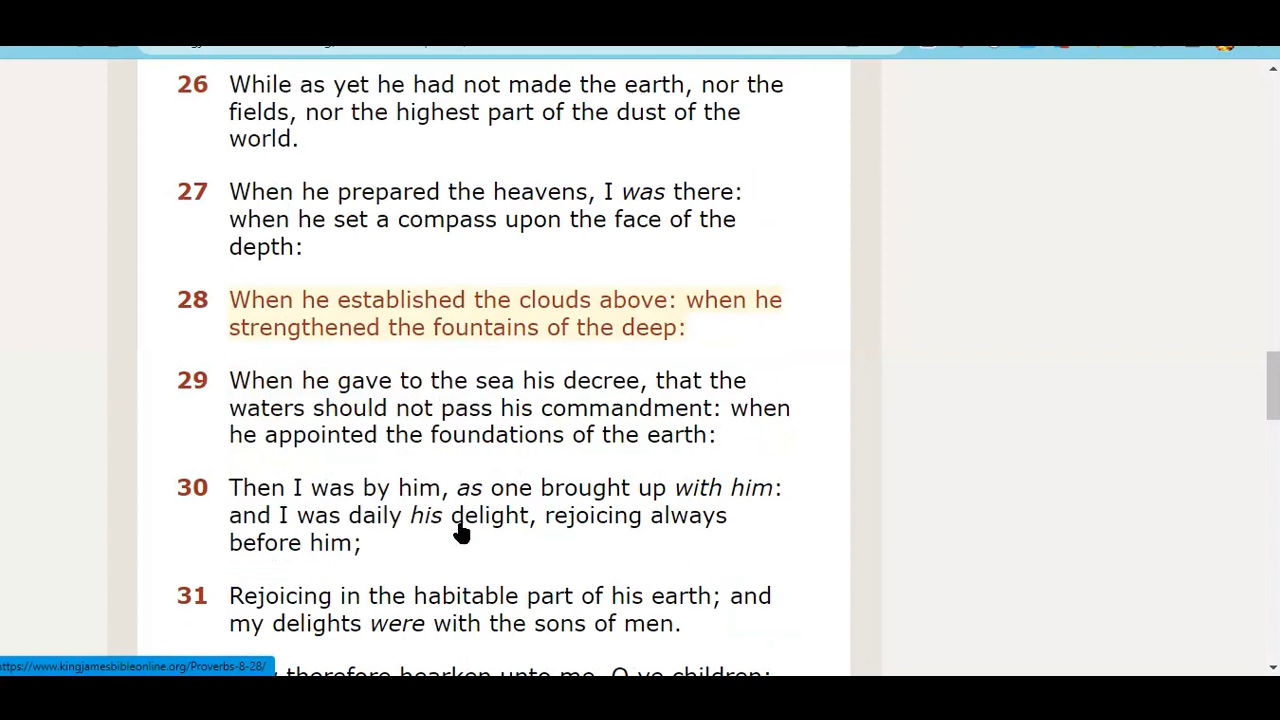 26 While as yet he had not made the earth, nor the
fields, nor the highest part of the dust of the
world.
27 When he prepared the heavens, I was there:
when he set a compass upon the face of the
depth:
28 When he established the clouds above: when he
strengthened the fountains of the deep:
29 When he gave to the sea his decree, that the
waters should not pass his commandment: when
he appointed the foundations of the earth:
30 Then I was by him, as one brought up with him:
and I was daily his delight, rejoicing always
before him;
31 Rejoicing in the habitable part of his earth; and
my delights were with the sons of men.
therefore hearken unto me, O ye children:
https://www.kingjamesbibleonline.org/Proverbs-8-28/